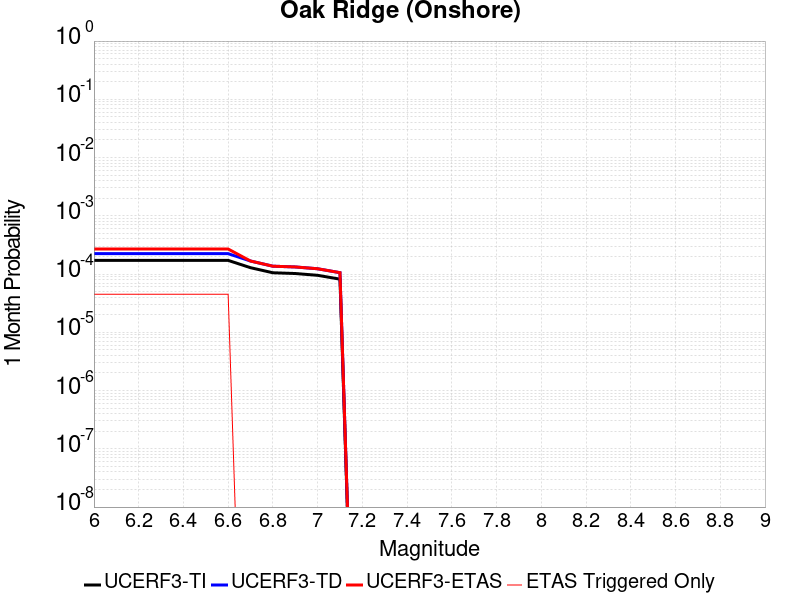 Oak Ridge (Onshore)
10^0
10^-1
10^-2
10^-3
10^-4
10^-5
10^-6
10^-7
10^-8
1 Month Probability
6 6.2 6.4 6.6 6.8 7 7.2 7.4 7.6 7.8 8 8.2 8.4 8.6 8.8 9
Magnitude
UCERF3-TI UCERF3-TD UCERF3-ETAS ETAS Triggered Only